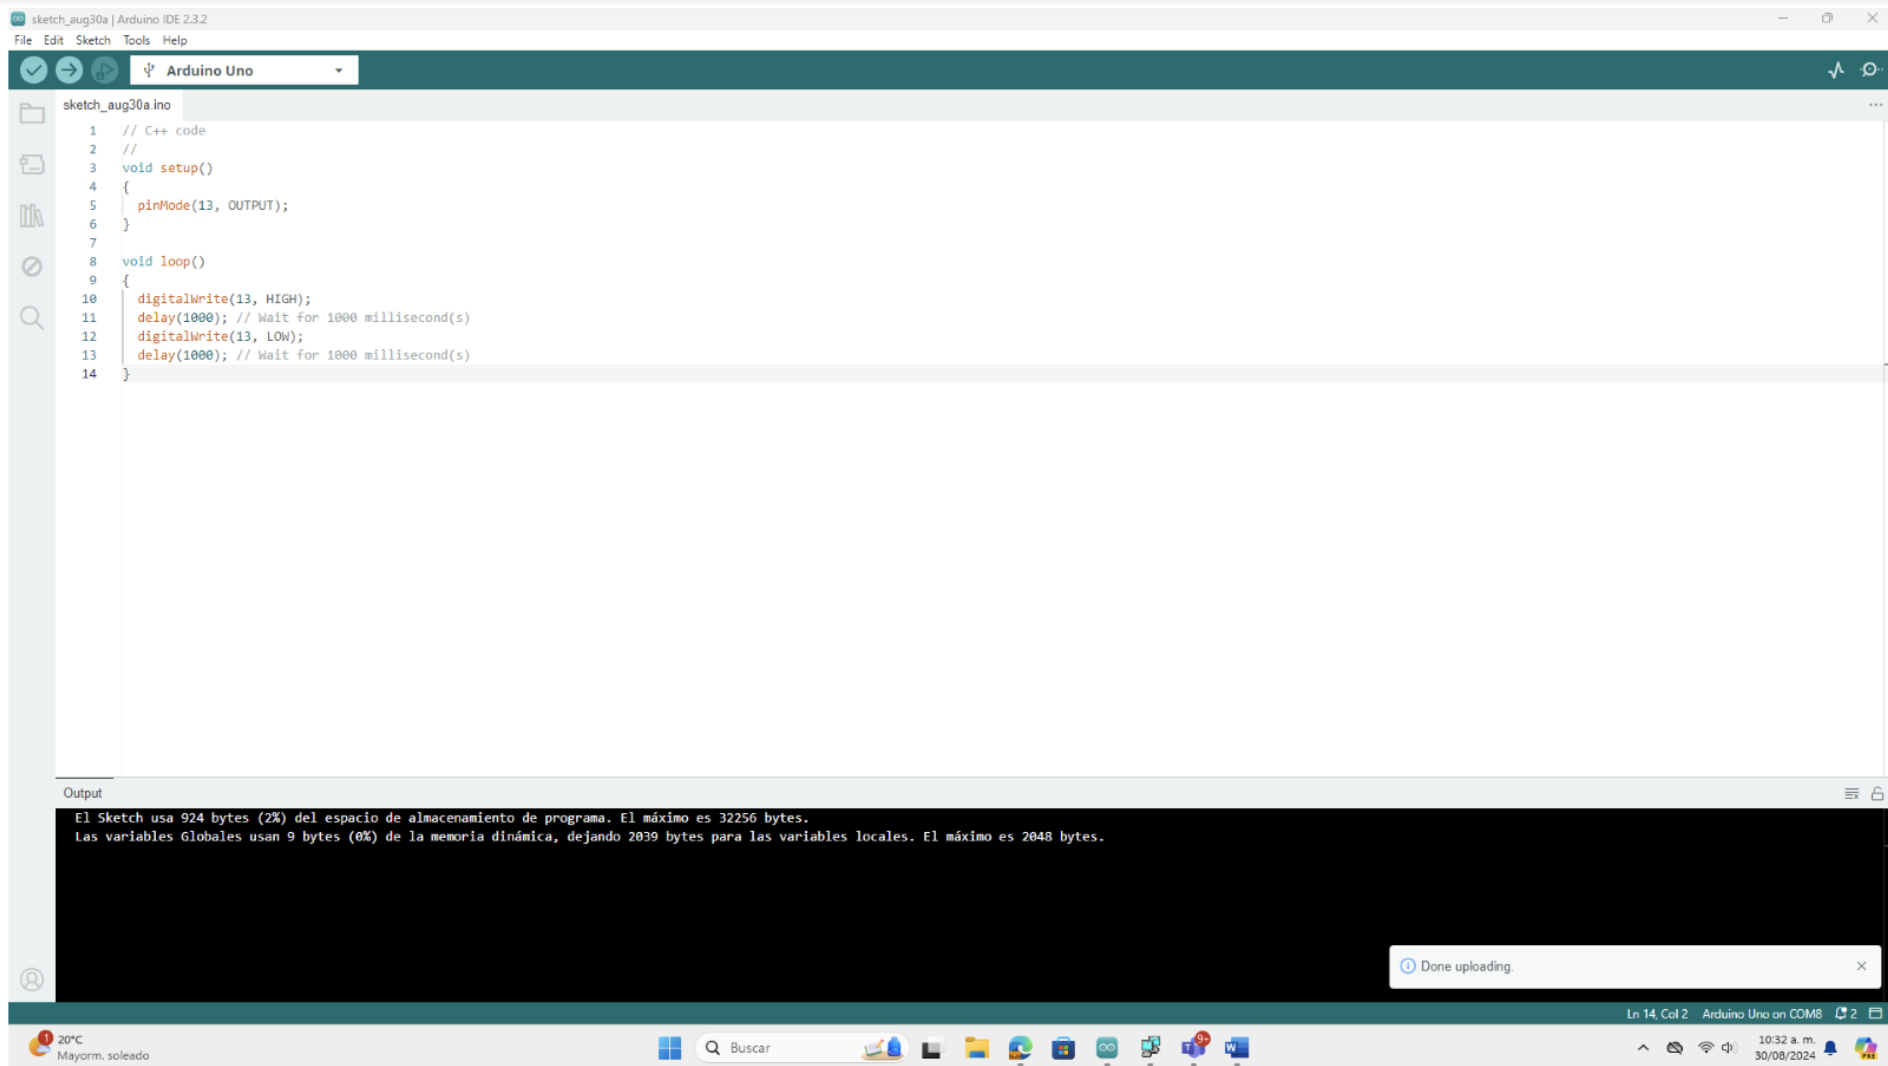 sketch_aug30a | Arduino IDE 2.3.2
File Edit Sketch Tools Help
Arduino Uno
sketch_aug30a.ino
1 // C++ code
2 //
3 void setup()
4 {
5 pinMode(13, OUTPUT);
6 }
7
8 void loop()
9 {
10 digitalWrite(13, HIGH);
11 delay(1000); // Wait for 1000 millisecond(s)
12 digitalWrite(13, LOW);
13 delay(1000); // Wait for 1000 millisecond(s)
14 }
Output
El Sketch usa 924 bytes (2%) del espacio de almacenamiento de programa. El máximo es 32256 bytes.
Las variables Globales usan 9 bytes (0%) de la memoria dinámica, dejando 2039 bytes para las variables locales. El máximo es 2048 bytes.
Done uploading.
Ln 14, Col 2 Arduino Uno on COM8 2
1
20°C
Mayorm. soleado
Buscar
9+
10:32 a. m.
30/08/2024
PRE